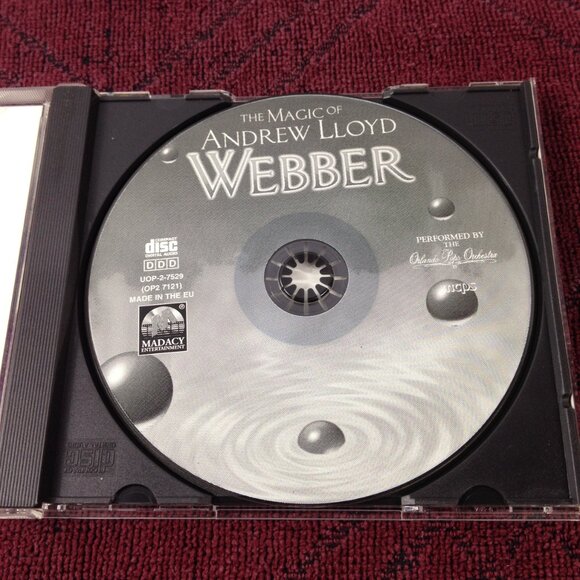 THE MAGIC OF
ANDREW LLOYD
WEBBER
COMPACT
disc
DIGITAL AUDIO
DDD
UOP-2-7529
(OP2 7121)
MADE IN THE EU
MADACY
ENTERTAINMENT
®
PERFORMED BY
THE
Orlando Pops Orchestra
mcps